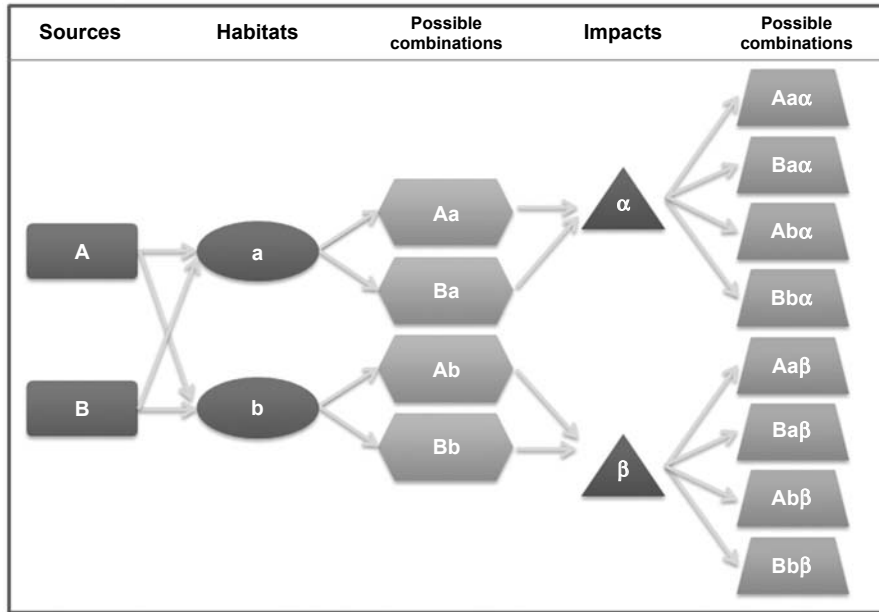 Sources
Habitats
Possible
combinations
Impacts
Possible
combinations
A
B
a
b
Aa
Ba
Ab
Bb
α
β
Aaα
Baα
Abα
Bbα
Aaβ
Baβ
Abβ
Bbβ